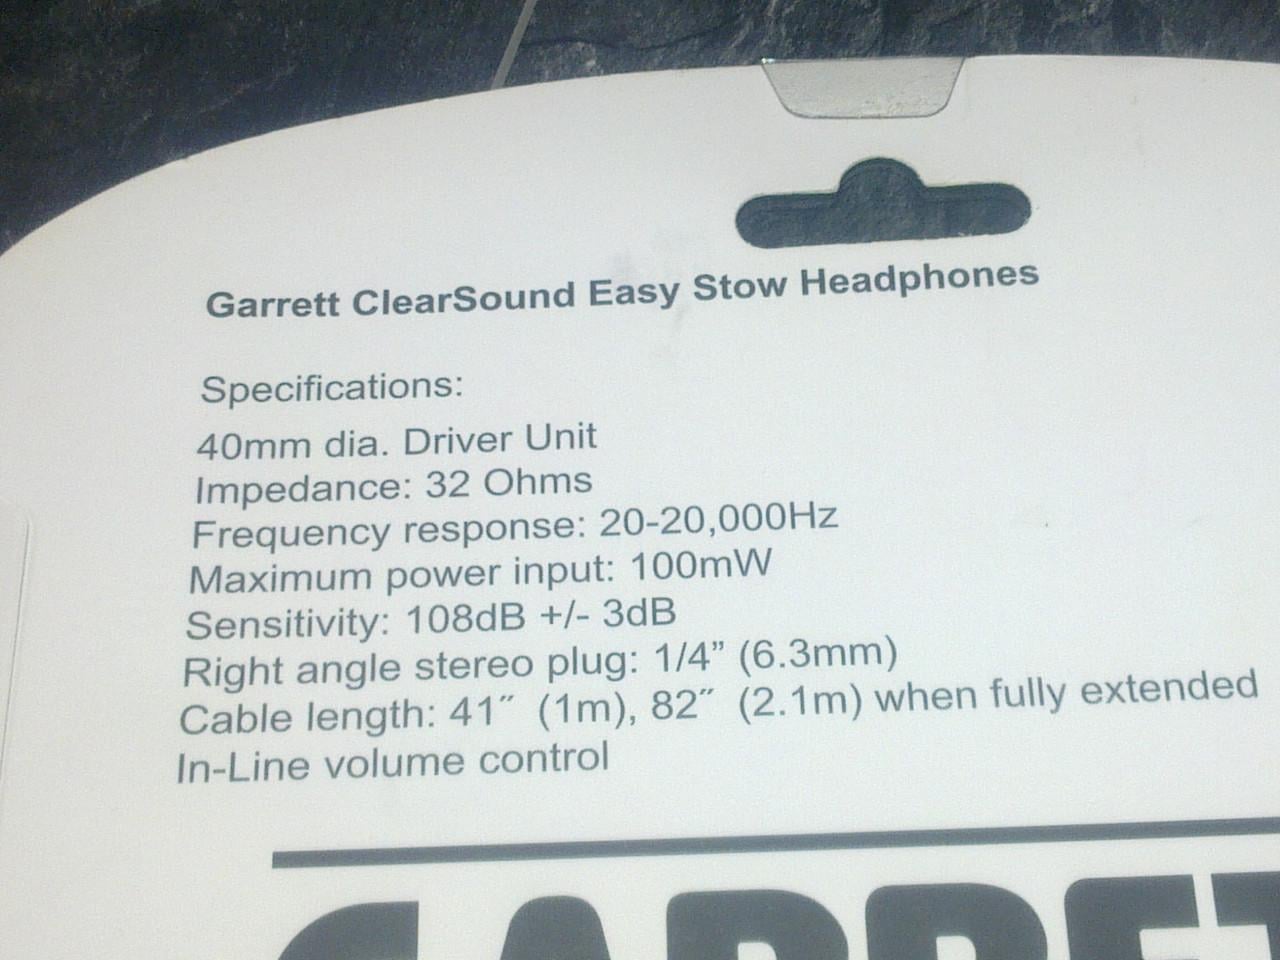 Garrett ClearSound Easy Stow Headphones
Specifications:
40mm dia. Driver Unit
Impedance: 32 Ohms
Frequency response: 20-20,000Hz
Maximum power input: 100mW
Sensitivity: 108dB +/- 3dB
Right angle stereo plug: 1/4” (6.3mm)
Cable length: 41″ (1m), 82″ (2.1m) when fully extended
In-Line volume control
GARRET